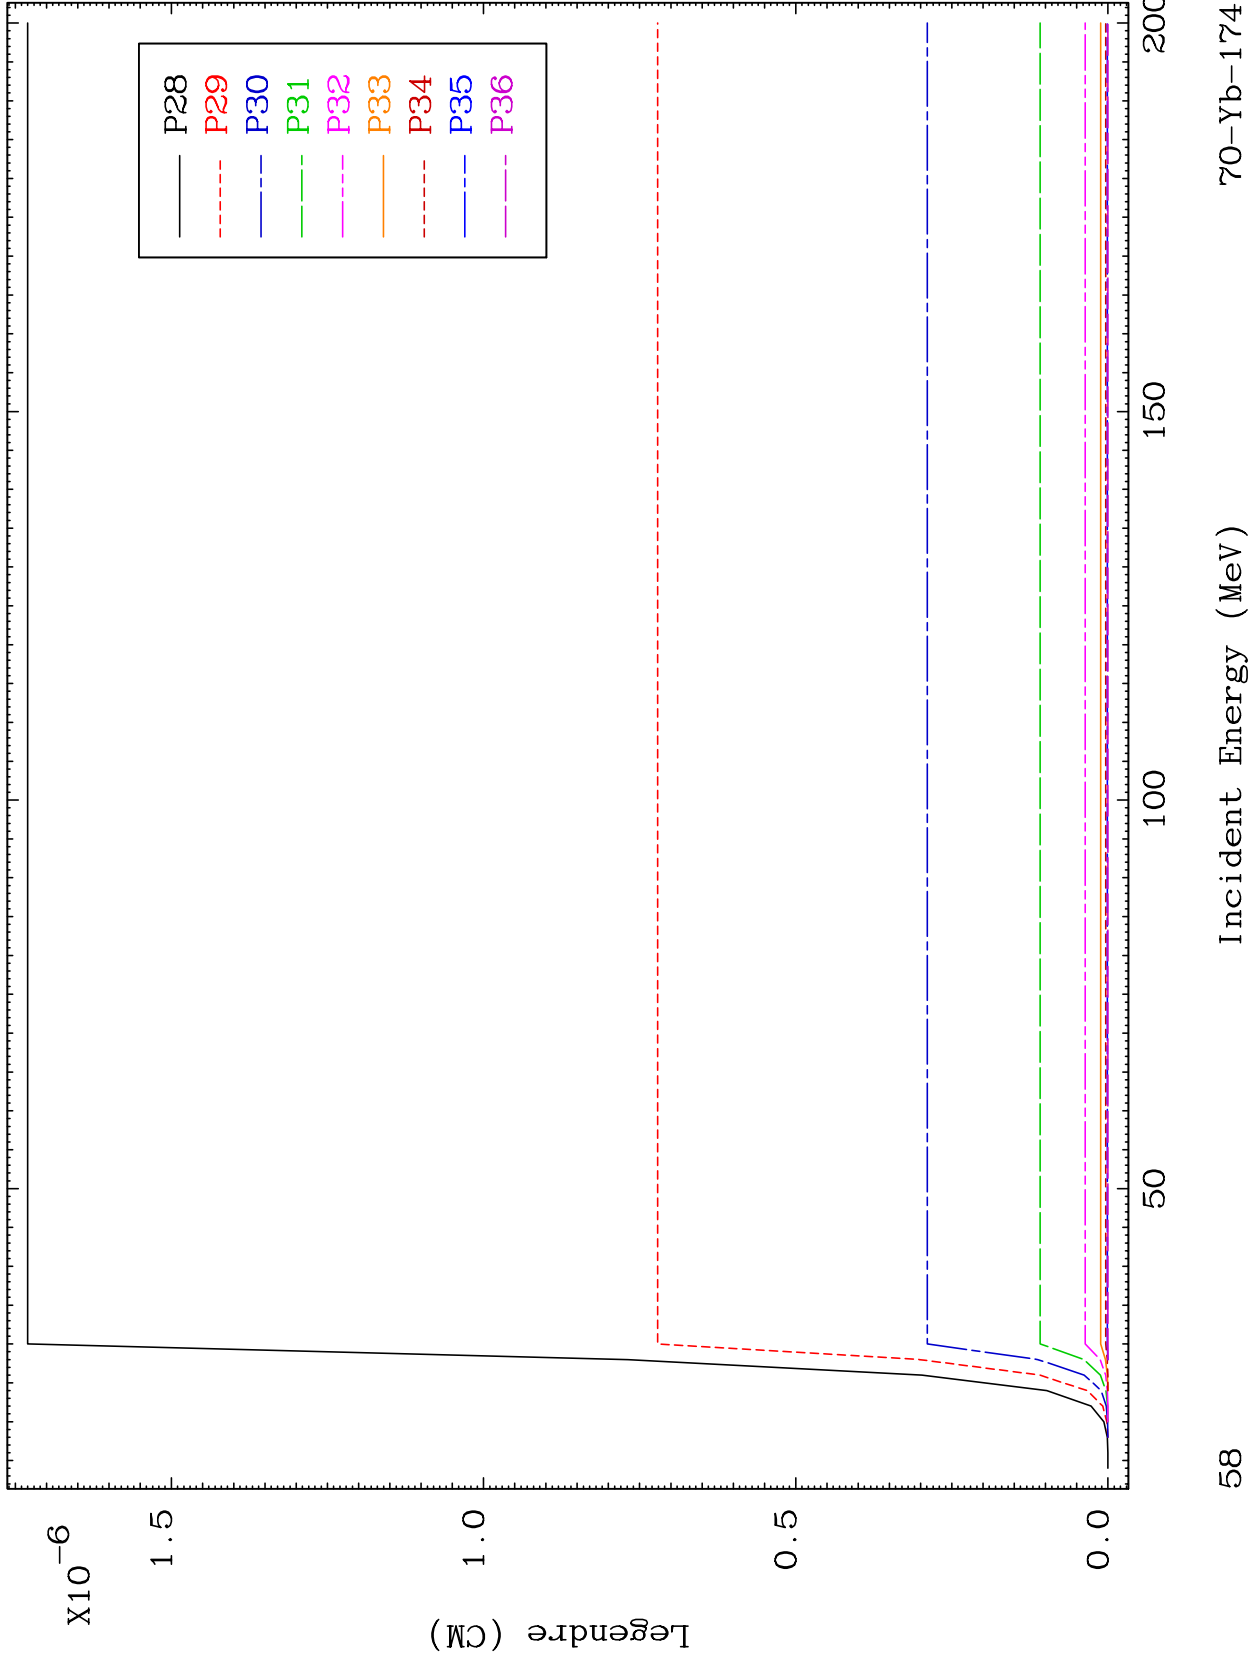 X10-6
1.5
1.0
0.5
0.0
Legendre (CM)
P28
P29
P30
P31
P32
P33
P34
P35
P36
50
100
150
200
Incident Energy (MeV)
58
70-Yb-174